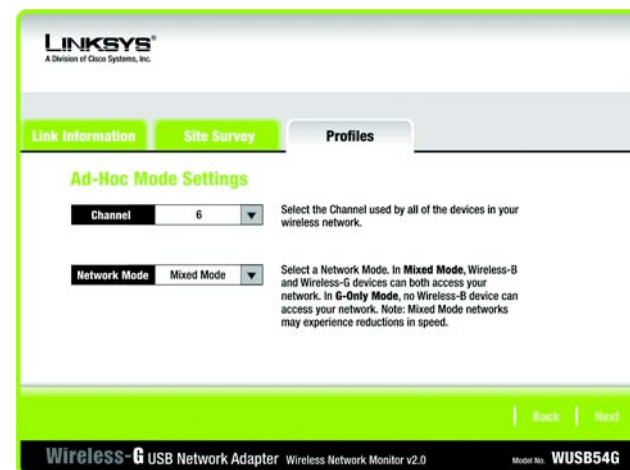 LINKSYS®
A Division of Cisco Systems, Inc.
Link Information
Site Survey
Profiles
Ad-Hoc Mode Settings
Channel
6
Select the Channel used by all of the devices in your
wireless network.
Network Mode
Mixed Mode
Select a Network Mode. In Mixed Mode, Wireless-B
and Wireless-G devices can both access your
network. In G-Only Mode, no Wireless-B device can
access your network. Note: Mixed Mode networks
may experience reductions in speed.
Back
Next
Wireless-G USB Network Adapter Wireless Network Monitor v2.0
Model No. WUSB54G